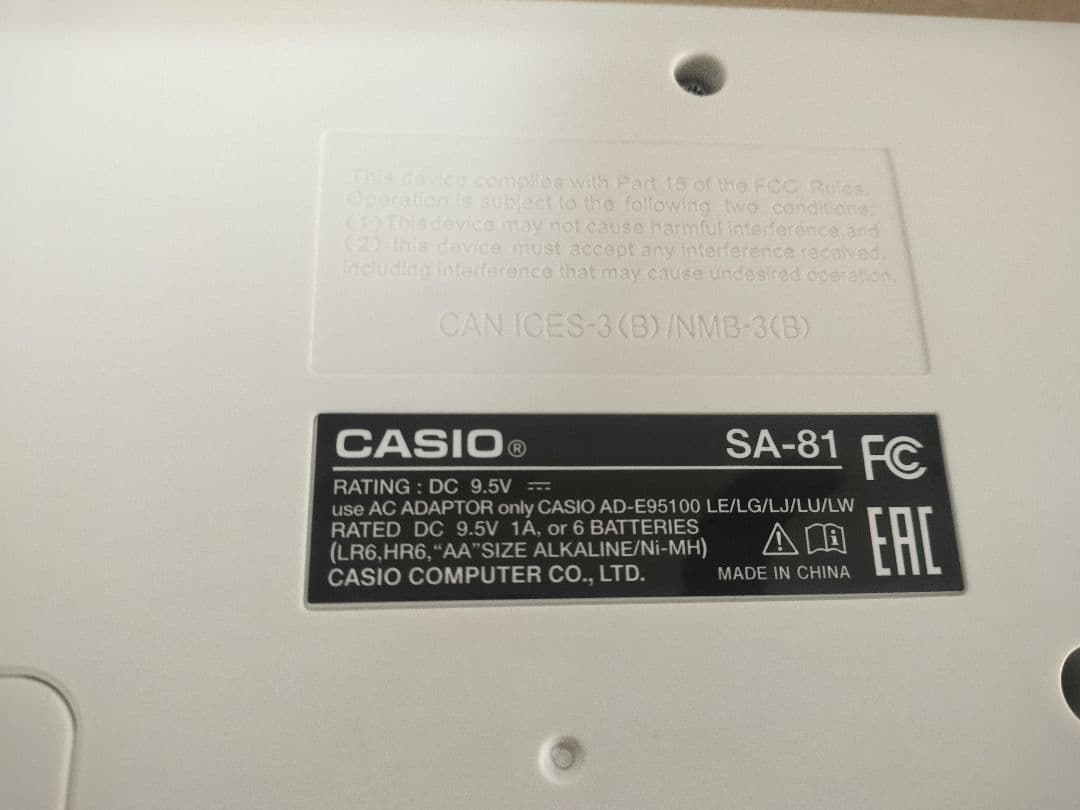 This device complies with Part 15 of the FCC Rules.
Operation is subject to the following two conditions:
(1) This device may not cause harmful interference, and
(2) this device must accept any interference received,
including interference that may cause undesired operation.
CAN ICES-3(B)/NMB-3(B)
CASIO®
SA-81
FC
RATING : DC 9.5V ⎓
use AC ADAPTOR only CASIO AD-E95100 LE/LG/LJ/LU/LW
RATED DC 9.5V 1A, or 6 BATTERIES
(LR6,HR6,“AA”SIZE ALKALINE/Ni-MH)
EAC
CASIO COMPUTER CO., LTD.
MADE IN CHINA